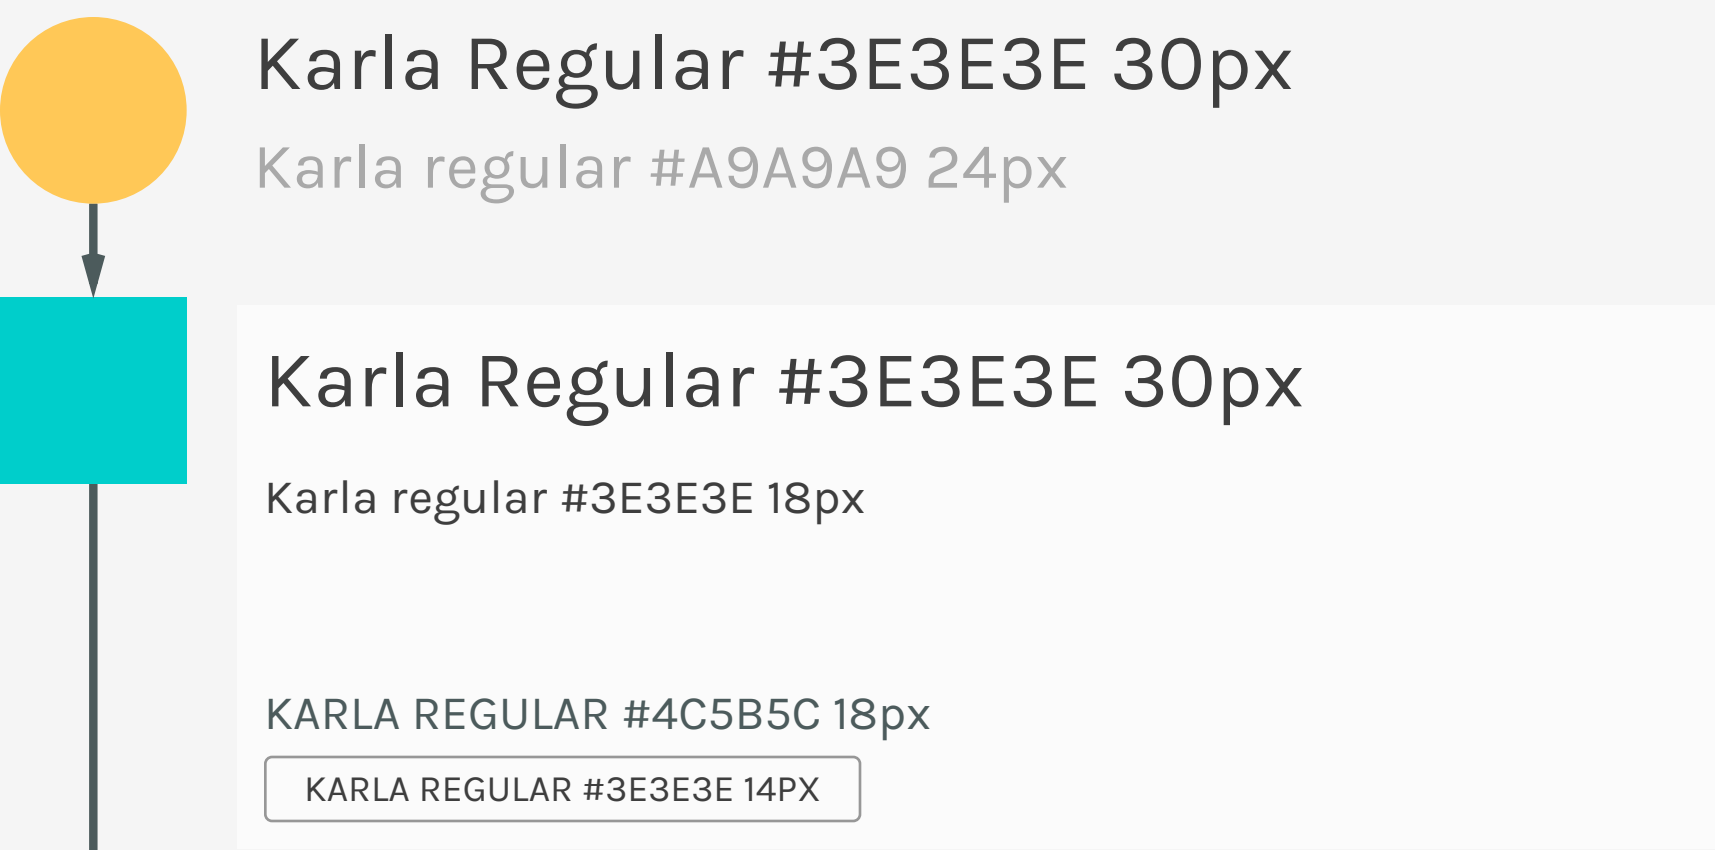 Karla Regular #3E3E3E 30px
Karla regular #A9A9A9 24px
Karla Regular #3E3E3E 30px
Karla regular #3E3E3E 18px
KARLA REGULAR #4C5B5C 18px
KARLA REGULAR #3E3E3E 14PX